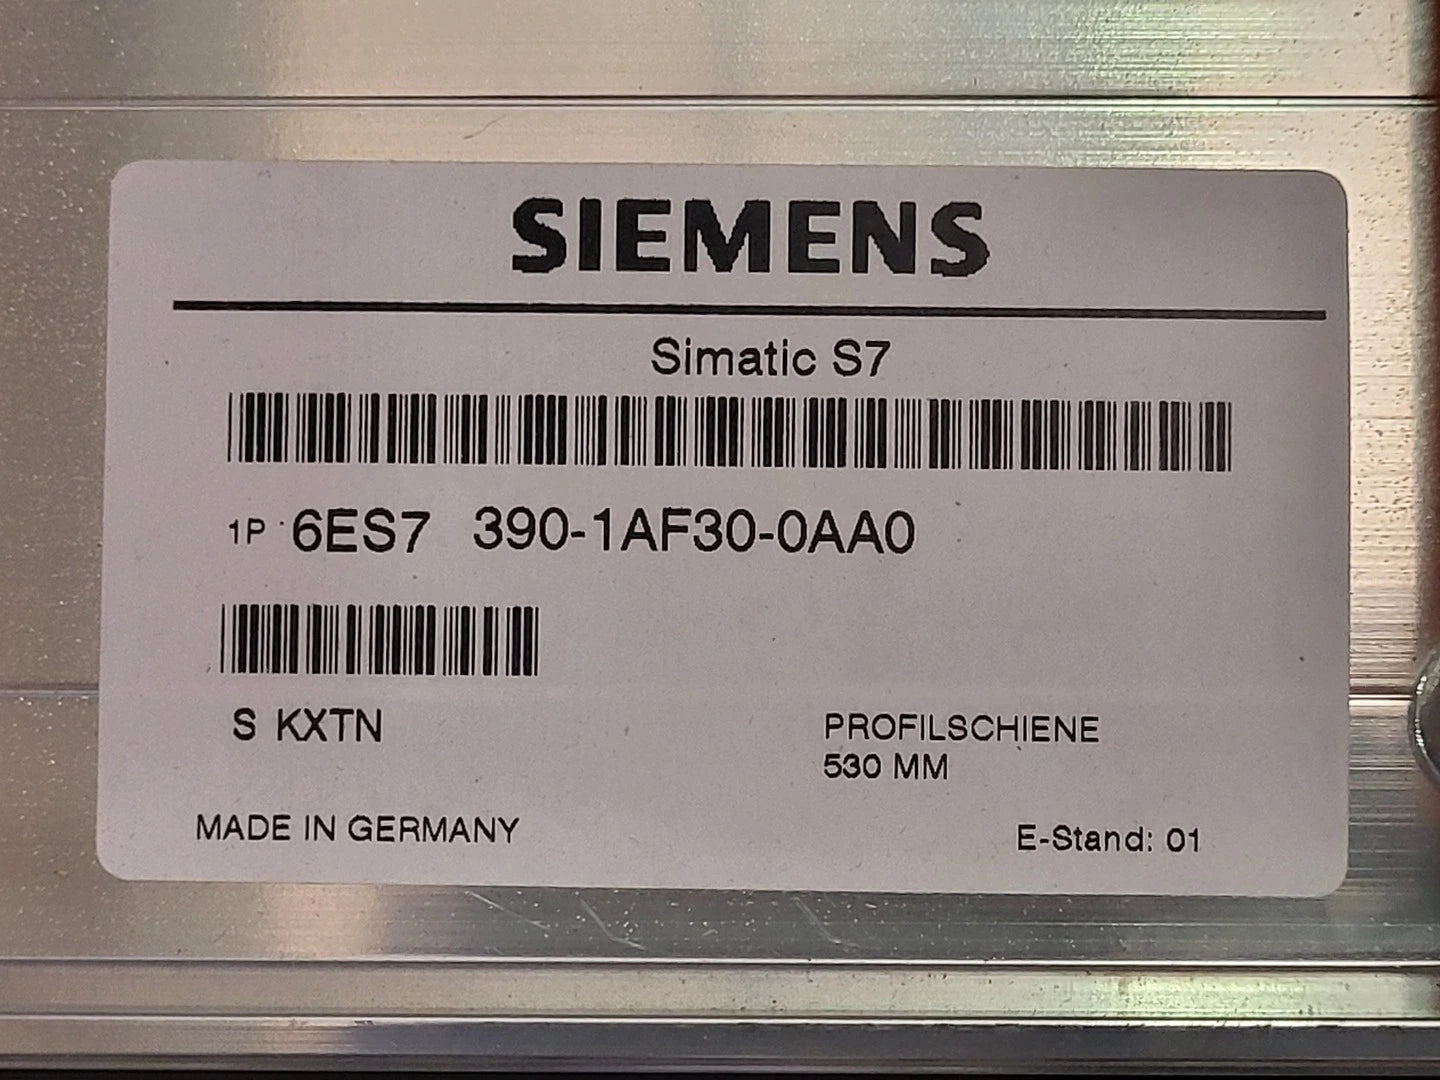 SIEMENS
Simatic S7
1P 6ES7 390-1AF30-0AA0
S KXTN
PROFILSCHIENE
530 MM
MADE IN GERMANY
E-Stand: 01